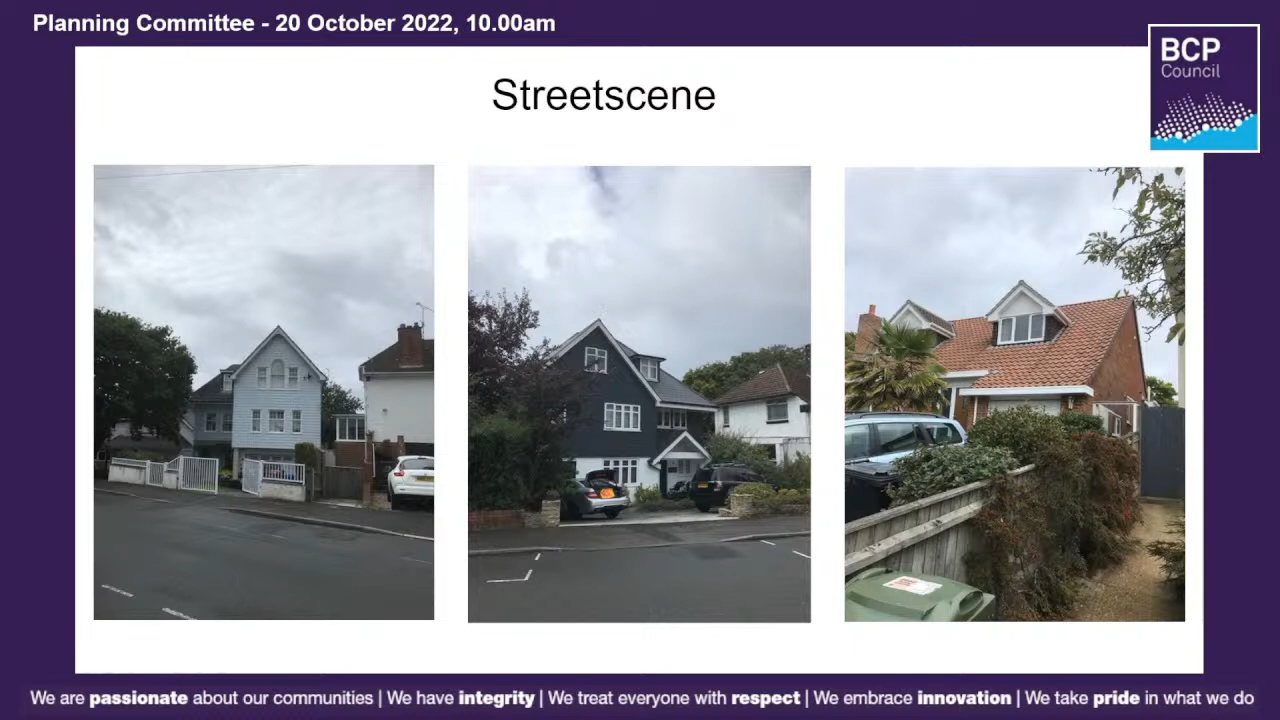 Planning Committee - 20 October 2022, 10.00am
BCP
Council
Streetscene
We are passionate about our communities | We have integrity | We treat everyone with respect | We embrace innovation | We take pride in what we do